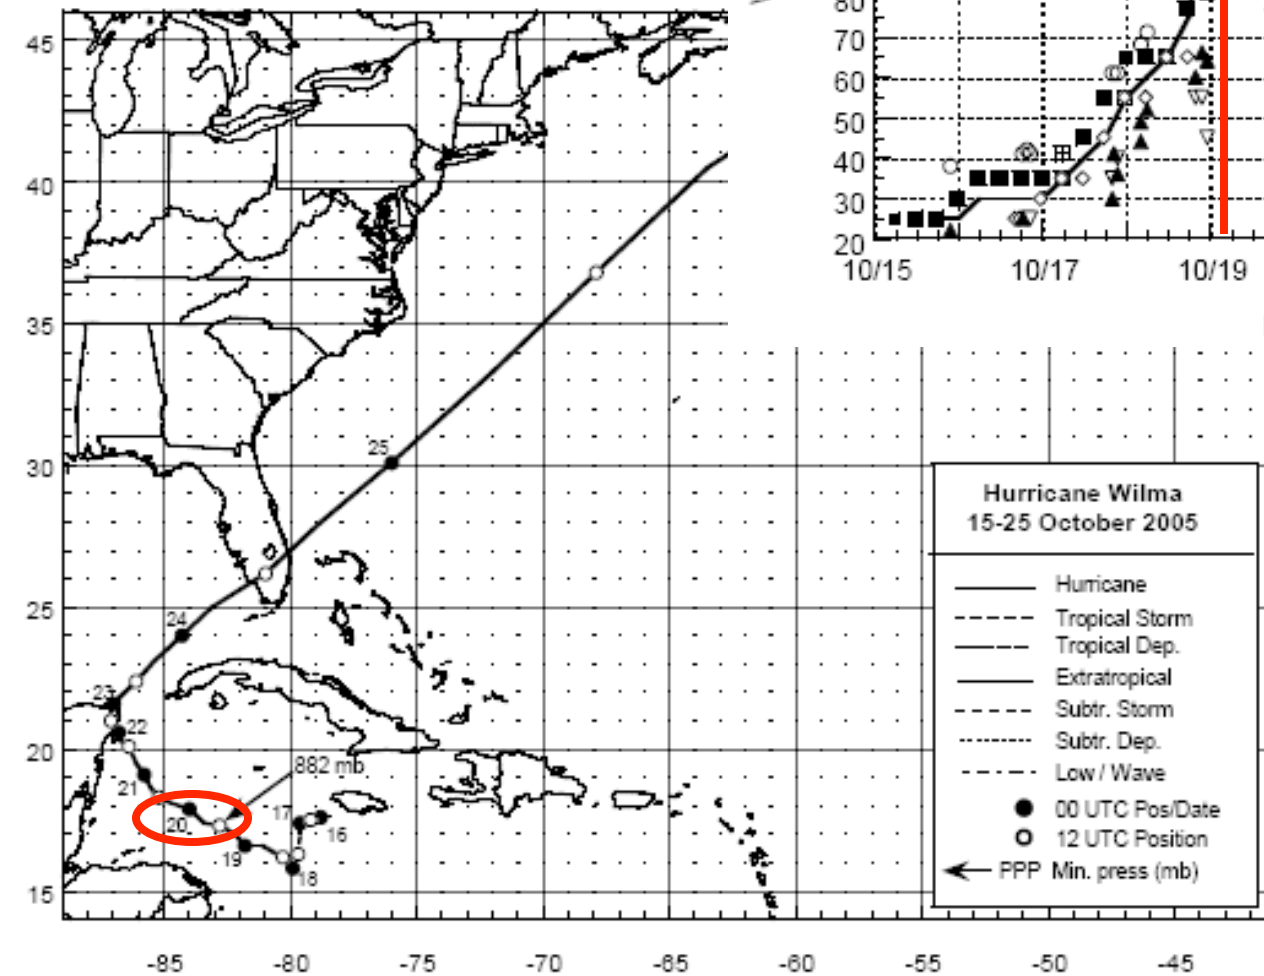 45
40
35
30
25
20
15
-85
-80
-75
-70
-65
-60
-55
-50
-45
80
70
60
50
40
30
20
10/15
10/17
10/19
25
24
23
22
21
20
19
18
17
16
882 mb
Hurricane Wilma
15-25 October 2005
Hurricane
Tropical Storm
Tropical Dep.
Extratropical
Subtr. Storm
Subtr. Dep.
Low / Wave
00 UTC Pos/Date
12 UTC Position
PPP Min. press (mb)